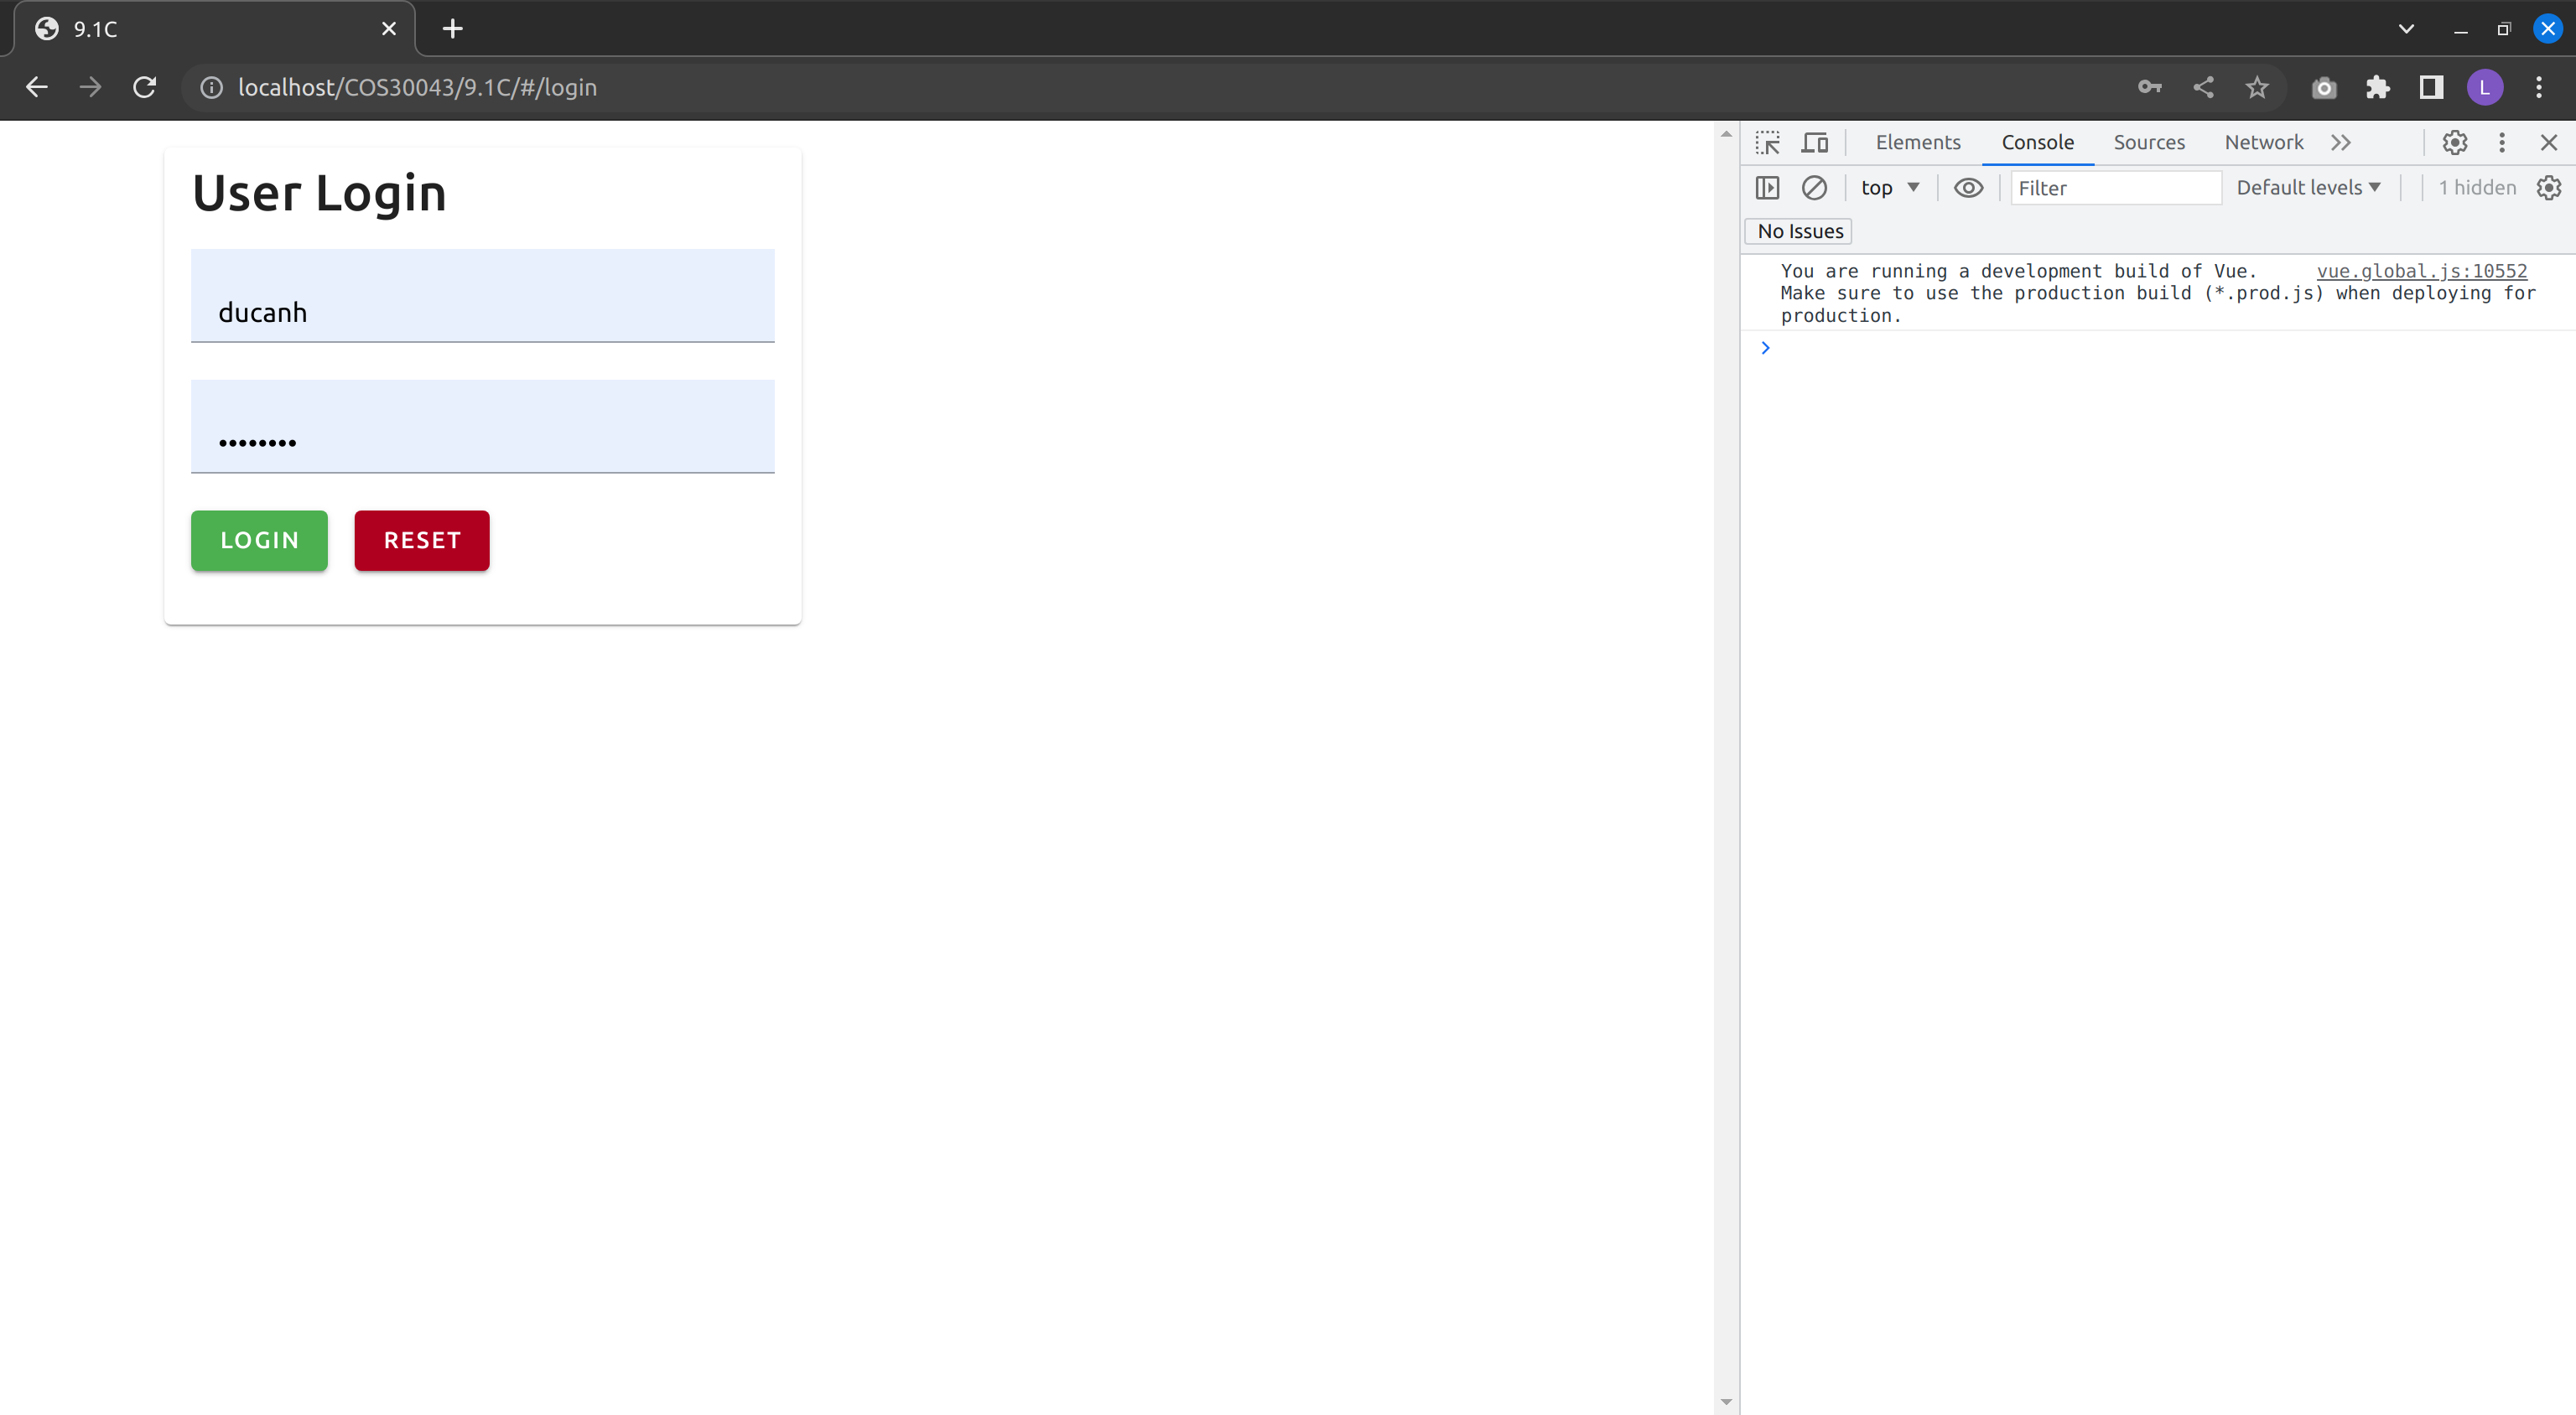 9.1C
localhost/COS30043/9.1C/#/login
L
User Login
ducanh
••••••••
LOGIN RESET
Elements Console Sources Network
top Filter Default levels 1 hidden
No Issues
You are running a development build of Vue. vue.global.js:10552
Make sure to use the production build (*.prod.js) when deploying for
production.